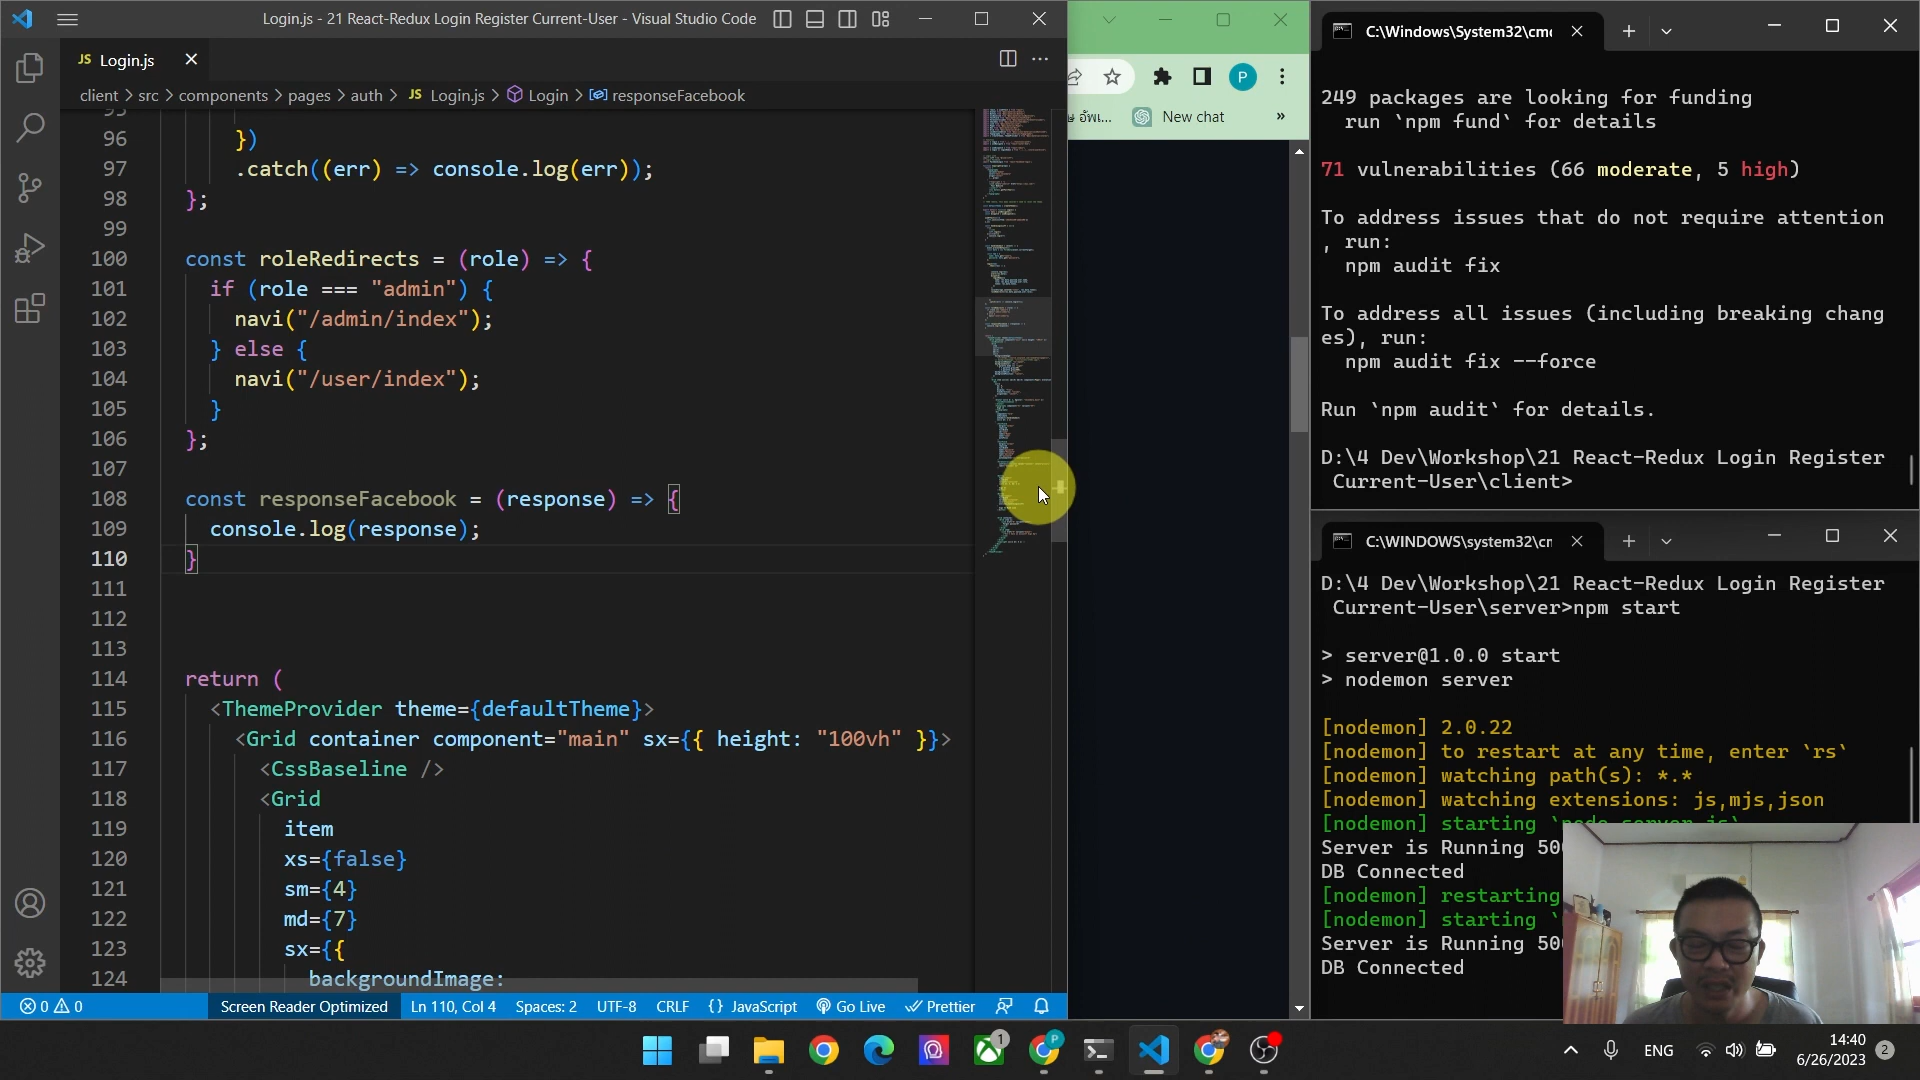 Login.js - 21 React-Redux Login Register Current-User - Visual Studio Code
JS Login.js
client > src > components > pages > auth > JS Login.js > Login > responseFacebook
96 })
97 .catch((err) => console.log(err));
98 };
99
100 const roleRedirects = (role) => {
101 if (role === "admin") {
102 navi("/admin/index");
103 } else {
104 navi("/user/index");
105 }
106 };
107
108 const responseFacebook = (response) => {
109 console.log(response);
110 }
111
112
113
114 return (
115 <ThemeProvider theme={defaultTheme}>
116 <Grid container component="main" sx={{ height: "100vh" }}>
117 <CssBaseline />
118 <Grid
119 item
120 xs={false}
121 sm={4}
122 md={7}
123 sx={{
124 backgroundImage:
0 0
Screen Reader Optimized
Ln 110, Col 4
Spaces: 2
UTF-8
CRLF
{} JavaScript
Go Live
Prettier
P
อัพเ...
New chat
»
C:\Windows\System32\cmd
249 packages are looking for funding
run `npm fund` for details
71 vulnerabilities (66 moderate, 5 high)
To address issues that do not require attention
, run:
npm audit fix
To address all issues (including breaking chang
es), run:
npm audit fix --force
Run `npm audit` for details.
D:\4 Dev\Workshop\21 React-Redux Login Register
Current-User\client>
C:\WINDOWS\system32\cm
D:\4 Dev\Workshop\21 React-Redux Login Register
Current-User\server>npm start
> server@1.0.0 start
> nodemon server
[nodemon] 2.0.22
[nodemon] to restart at any time, enter `rs`
[nodemon] watching path(s): *.*
[nodemon] watching extensions: js,mjs,json
[nodemon] starting `node server.js`
Server is Running 500
DB Connected
[nodemon] restarting
[nodemon] starting `
Server is Running 500
DB Connected
1
P
ENG
14:40
6/26/2023
2